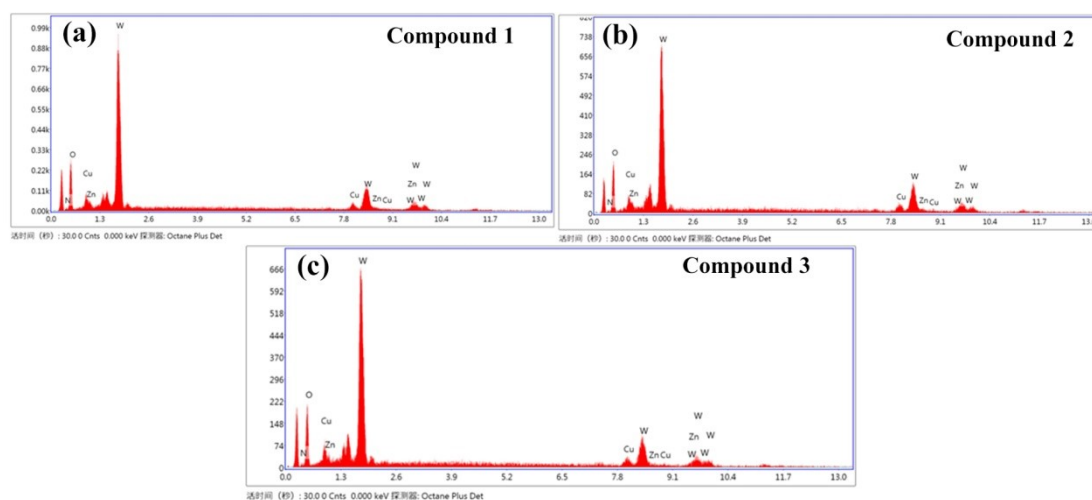 (a)
Compound 1
0.99k
0.88k
0.77k
0.66k
0.55k
0.44k
0.33k
0.22k
0.11k
0.00k
W
O
N
Cu
Zn
Cu
W
Zn
Cu
W
Zn
W
W
W
0.0 1.3 2.6 3.9 5.2 6.5 7.8 9.1 10.4 11.7 13.0
活时间（秒）: 30.0 0 Cnts 0.000 keV 探测器: Octane Plus Det
(b)
Compound 2
820
738
656
574
492
410
328
246
164
82
0
W
O
N
Cu
Zn
Cu
W
Zn
Cu
W
Zn
W
W
W
0.0 1.3 2.6 3.9 5.2 6.5 7.8 9.1 10.4 11.7 13.0
活时间（秒）: 30.0 0 Cnts 0.000 keV 探测器: Octane Plus Det
(c)
Compound 3
666
592
518
444
370
296
222
148
74
0
W
O
N
Cu
Zn
Cu
W
Zn
Cu
W
Zn
W
W
W
0.0 1.3 2.6 3.9 5.2 6.5 7.8 9.1 10.4 11.7 13.0
活时间（秒）: 30.0 0 Cnts 0.000 keV 探测器: Octane Plus Det